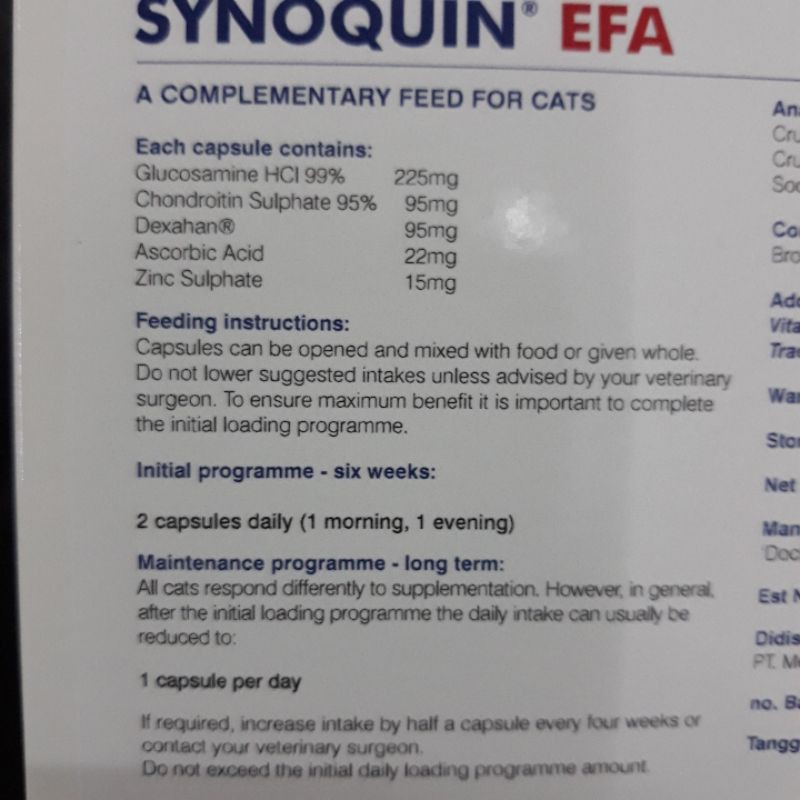 SYNOQUIN® EFA
A COMPLEMENTARY FEED FOR CATS
Each capsule contains:
Glucosamine HCl 99% 225mg
Chondroitin Sulphate 95% 95mg
Dexahan® 95mg
Ascorbic Acid 22mg
Zinc Sulphate 15mg
Feeding instructions:
Capsules can be opened and mixed with food or given whole.
Do not lower suggested intakes unless advised by your veterinary
surgeon. To ensure maximum benefit it is important to complete
the initial loading programme.
Initial programme - six weeks:
2 capsules daily (1 morning, 1 evening)
Maintenance programme - long term:
All cats respond differently to supplementation. However, in general,
after the initial loading programme the daily intake can usually be
reduced to:
1 capsule per day
If required, increase intake by half a capsule every four weeks or
contact your veterinary surgeon.
Do not exceed the initial daily loading programme amount.
Net
Est
PT.
no.